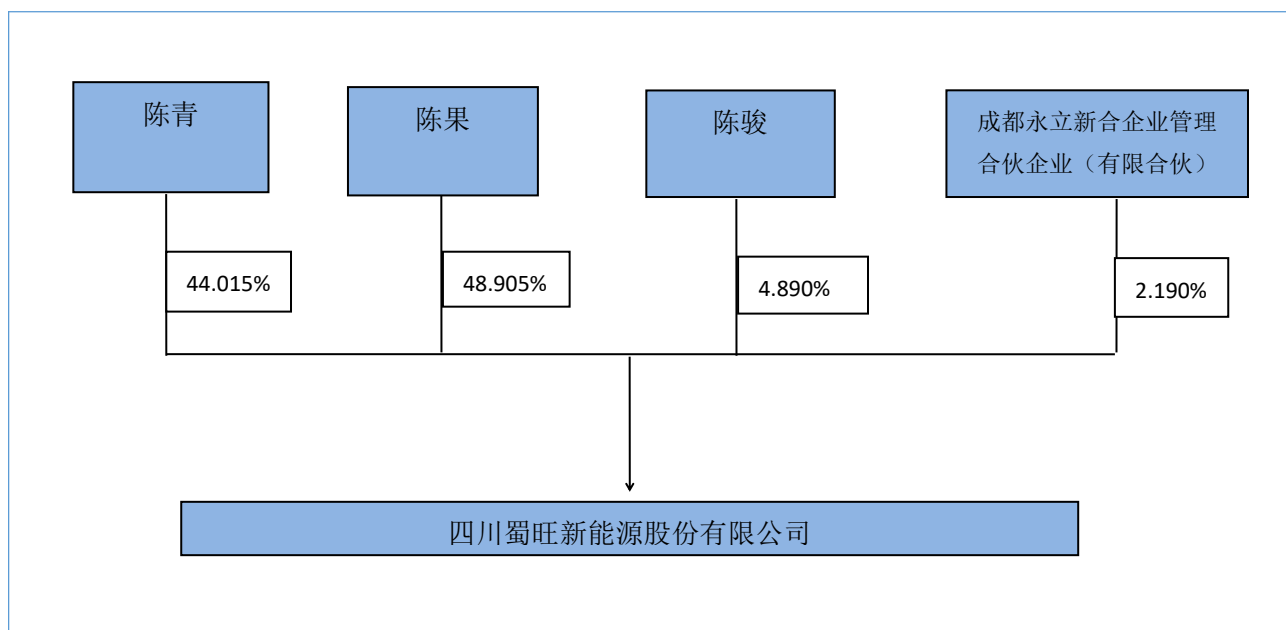 陈青
陈果
陈骏
成都永立新合企业管理
合伙企业（有限合伙）
44.015%
48.905%
4.890%
2.190%
四川蜀旺新能源股份有限公司